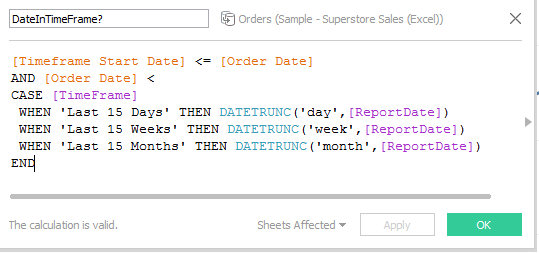 DateInTimeFrame?
Orders (Sample - Superstore Sales (Excel))
[Timeframe Start Date] <= [Order Date]
AND [Order Date] <
CASE [TimeFrame]
WHEN 'Last 15 Days' THEN DATETRUNC('day',[ReportDate])
WHEN 'Last 15 Weeks' THEN DATETRUNC('week',[ReportDate])
WHEN 'Last 15 Months' THEN DATETRUNC('month',[ReportDate])
END
The calculation is valid.
Sheets Affected
Apply
OK